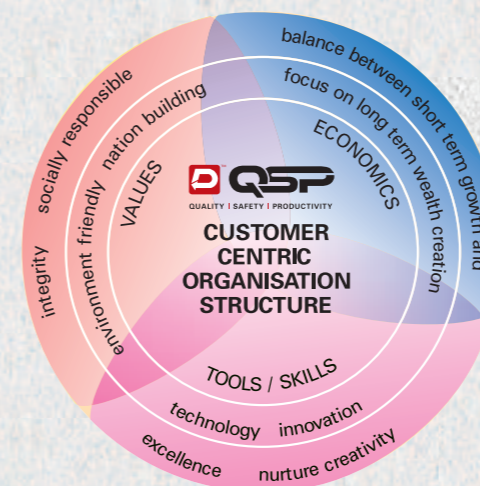 integrity socially responsible
environment friendly nation building
VALUES
balance between short term growth and
focus on long term wealth creation
ECONOMICS
QSP
QUALITY | SAFETY | PRODUCTIVITY
CUSTOMER
CENTRIC
ORGANISATION
STRUCTURE
TOOLS / SKILLS
technology innovation
excellence nurture creativity